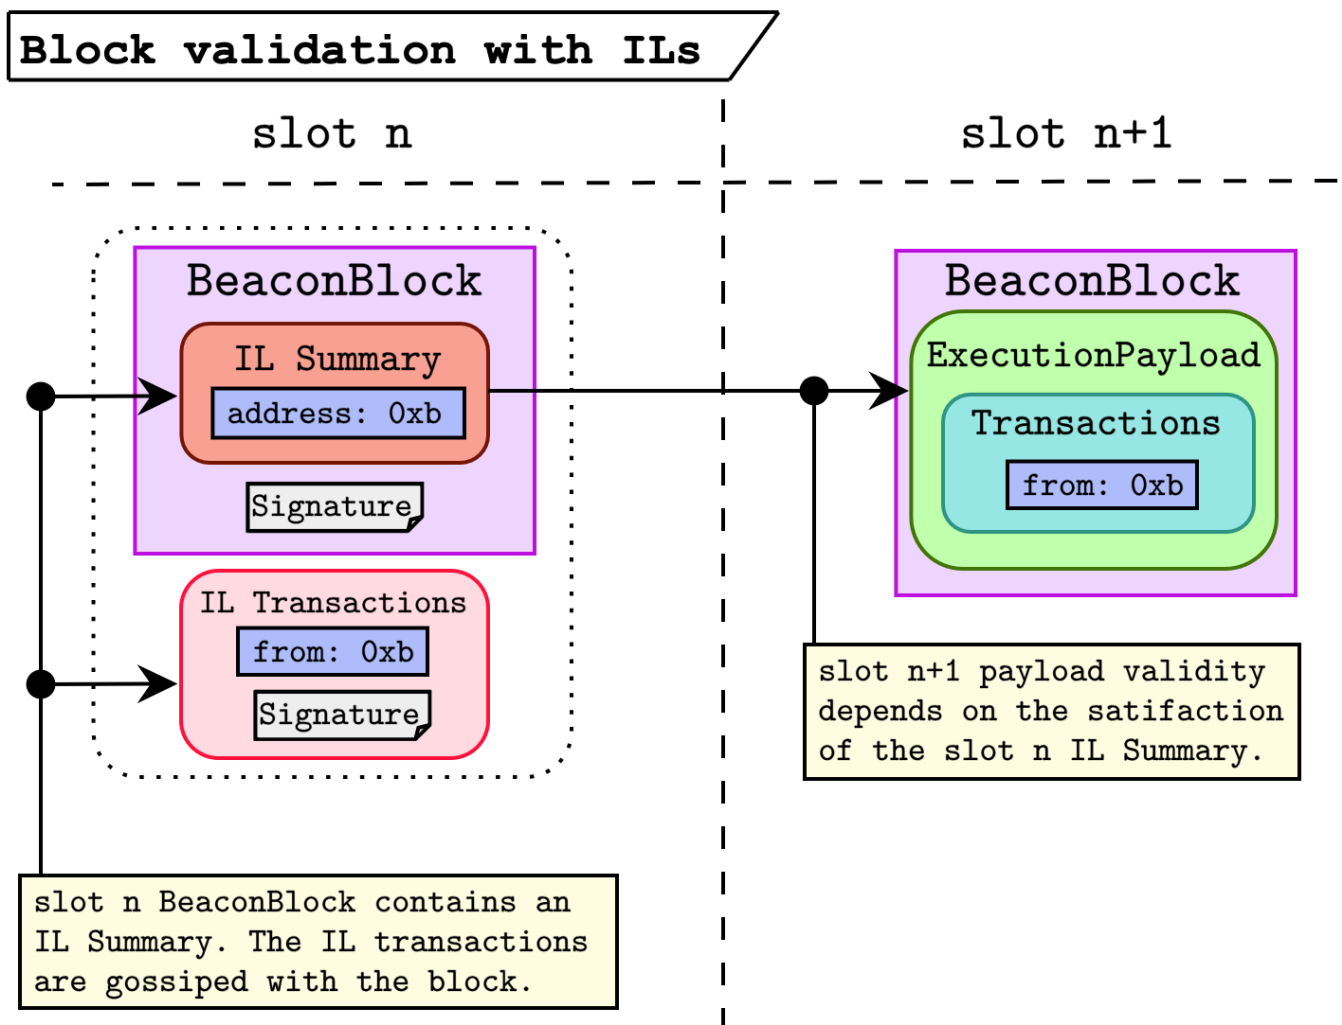 Block validation with ILs
slot n
slot n+1
BeaconBlock
IL Summary
address: 0xb
Signature
IL Transactions
from: 0xb
Signature
slot n BeaconBlock contains an
IL Summary. The IL transactions
are gossiped with the block.
BeaconBlock
ExecutionPayload
Transactions
from: 0xb
slot n+1 payload validity
depends on the satifaction
of the slot n IL Summary.